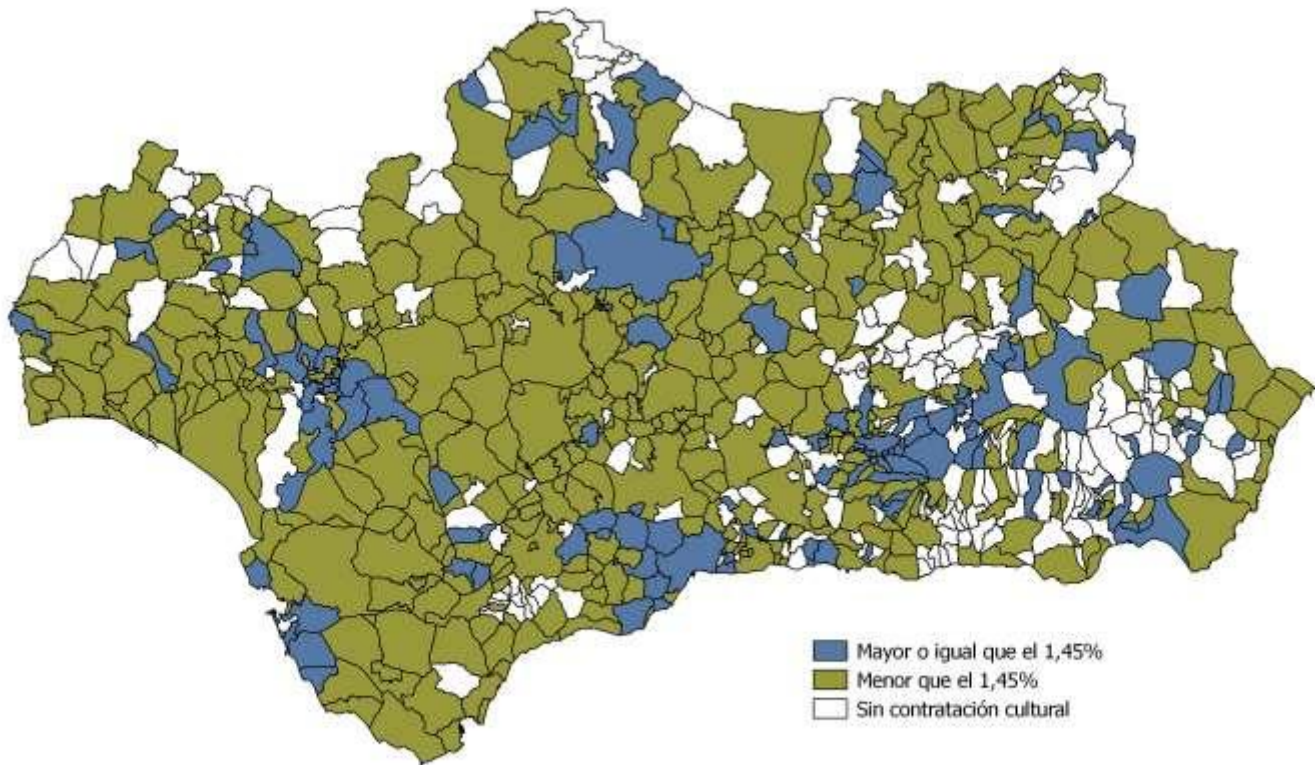 Mayor o igual que el 1,45%
Menor que el 1,45%
Sin contratación cultural